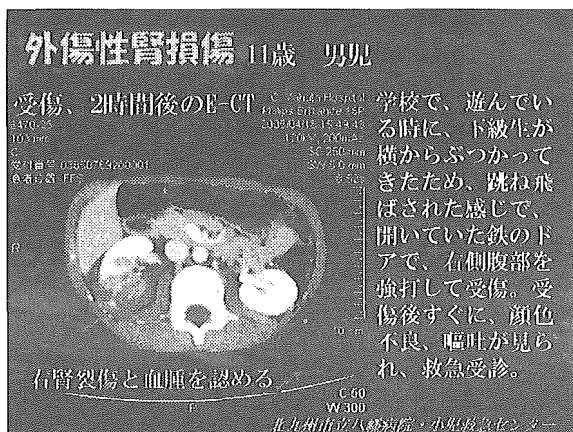 外傷性腎損傷 11歳 男児
受傷、2時間後のE-CT
学校で、遊んでい
る時に、下級生が
横からぶつかって
きたため、跳ね飛
ばされた感じで、
開いていた鉄のド
アで、右側腹部を
強打して受傷。受
傷後すぐに、顔色
不良、嘔吐が見ら
れ、救急受診。
R
右腎裂傷と血腫を認める
C 50
W 300
P
北九州市立八幡病院・小児救急センター